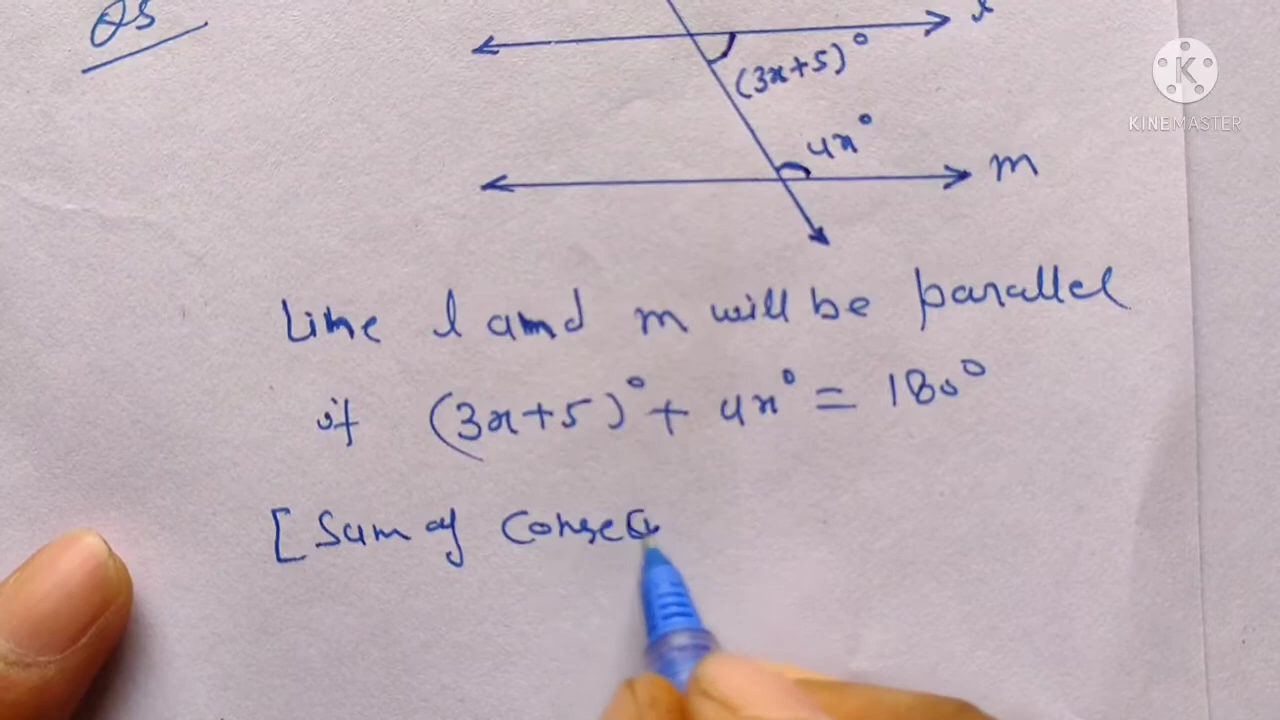 Q5
l
(3x+5)°
4x°
m
KINEMASTER
Line l and m will be parallel
if (3x+5)° + 4x° = 180°
[Sum of consec